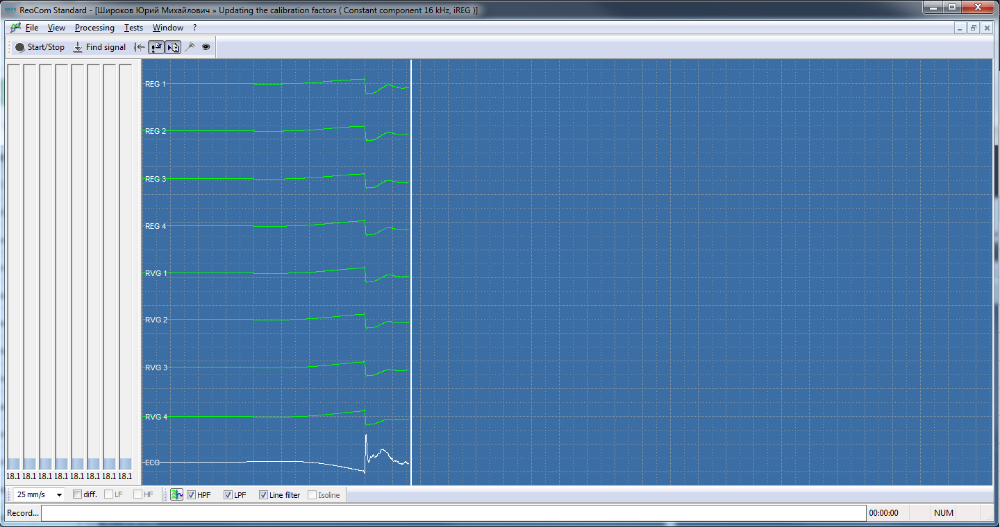 ReoCom Standard - [Широков Юрий Михайлович » Updating the calibration factors ( Constant component 16 kHz, iREG )]
File View Processing Tests Window ?
Start/Stop Find signal
REG 1
REG 2
REG 3
REG 4
RVG 1
RVG 2
RVG 3
RVG 4
ECG
18.1 18.1 18.1 18.1 18.1 18.1 18.1 18.1
25 mm/s diff. LF HF HPF LPF Line filter Isoline
Record... 00:00:00 NUM